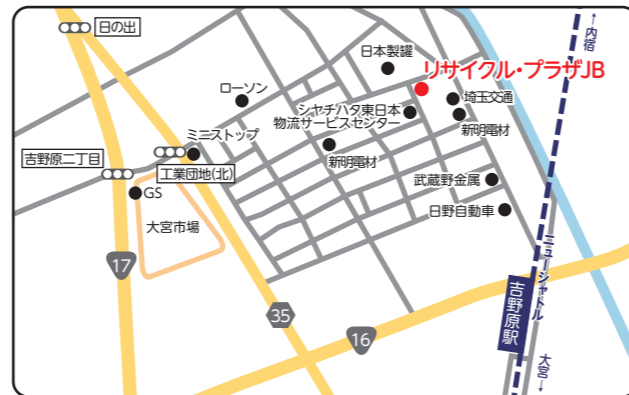 日の出
日本製罐
←内宿
リサイクル・プラザJB
ローソン
埼玉交通
シヤチハタ東日本
物流サービスセンター
新明電材
ミニストップ
新明電材
吉野原二丁目
工業団地(北)
GS
武蔵野金属
大宮市場
日野自動車
ニューシャトル
17
吉野原駅
35
16
大宮→